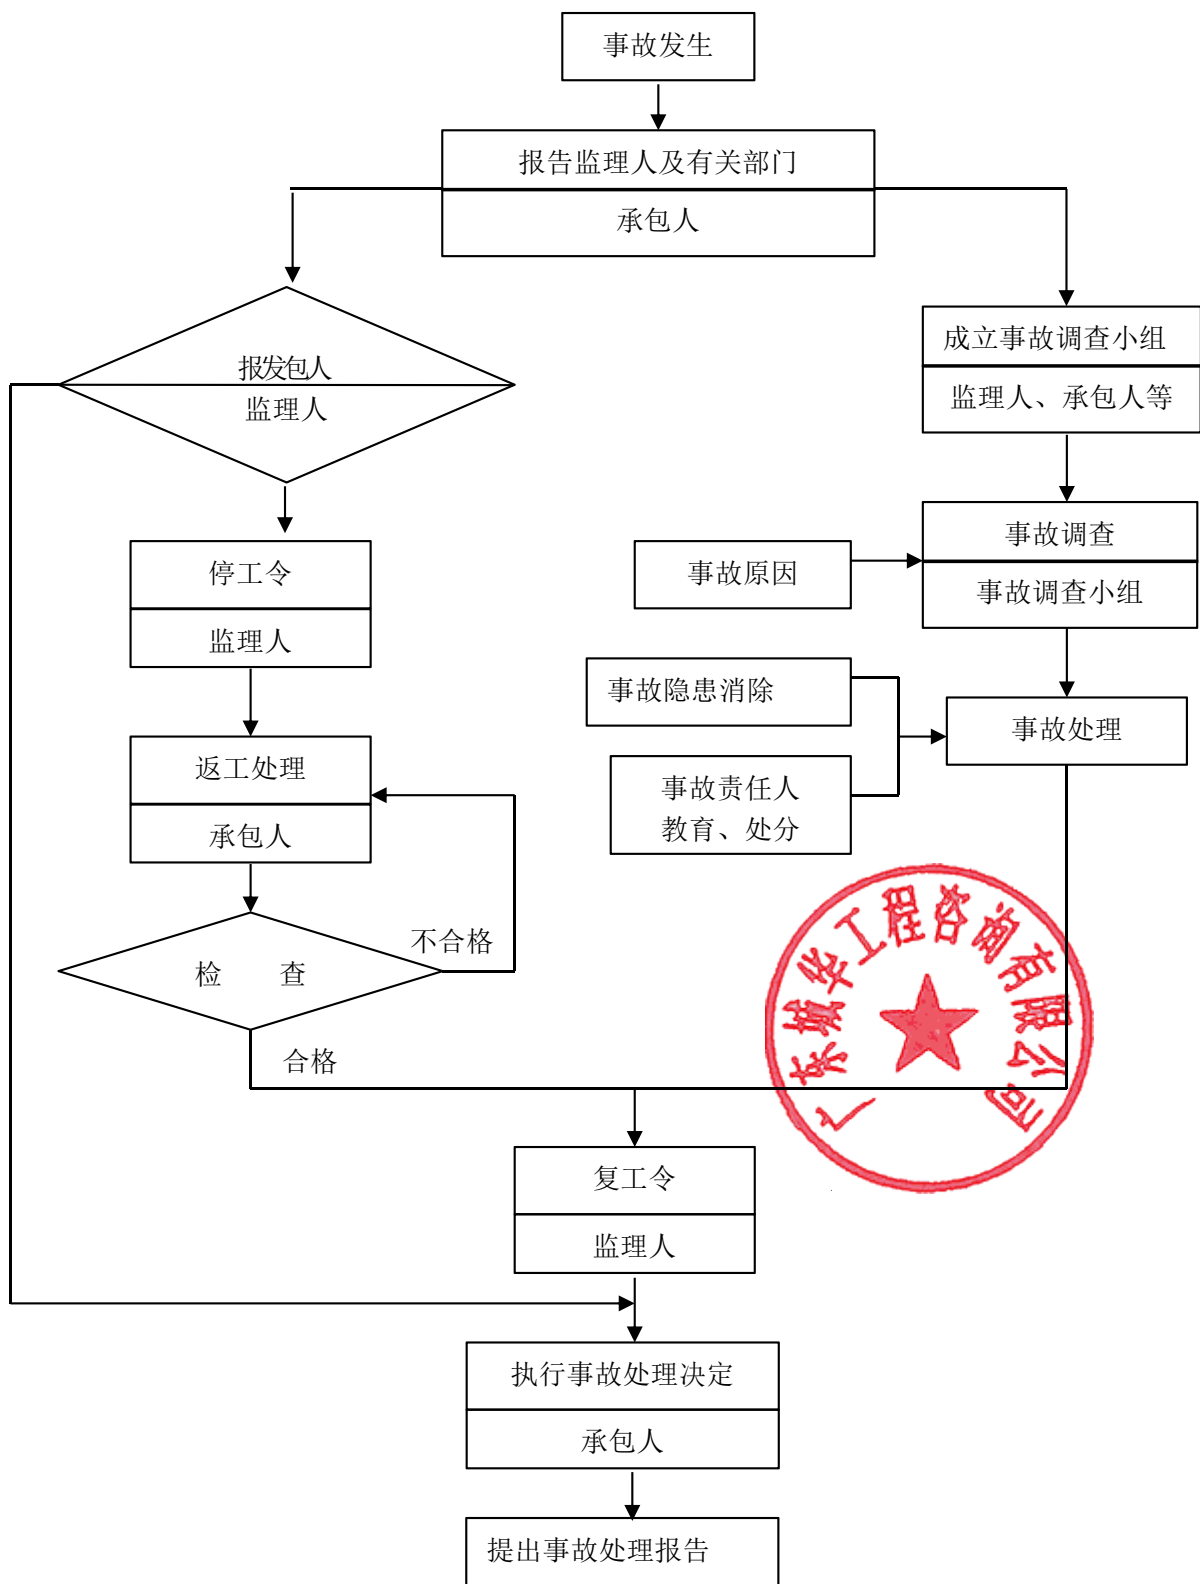 事故发生
报告监理人及有关部门
承包人
报发包人
监理人
成立事故调查小组
监理人、承包人等
停工令
监理人
事故原因
事故调查
事故调查小组
返工处理
承包人
事故隐患消除
事故责任人
教育、处分
事故处理
不合格
检 查
合格
广东城华工程咨询有限公司
复工令
监理人
执行事故处理决定
承包人
提出事故处理报告